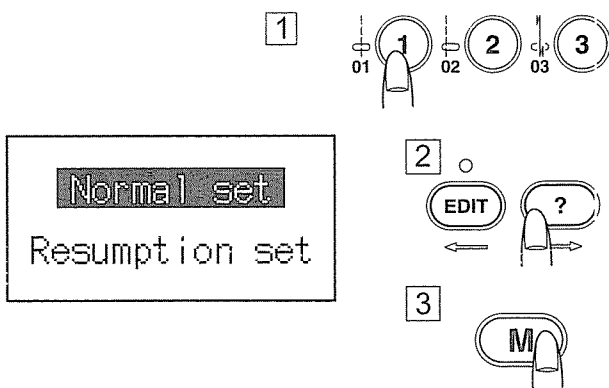 1
1 2 3
01 02 03
Normal set
Resumption set
2
EDIT ?
3
M